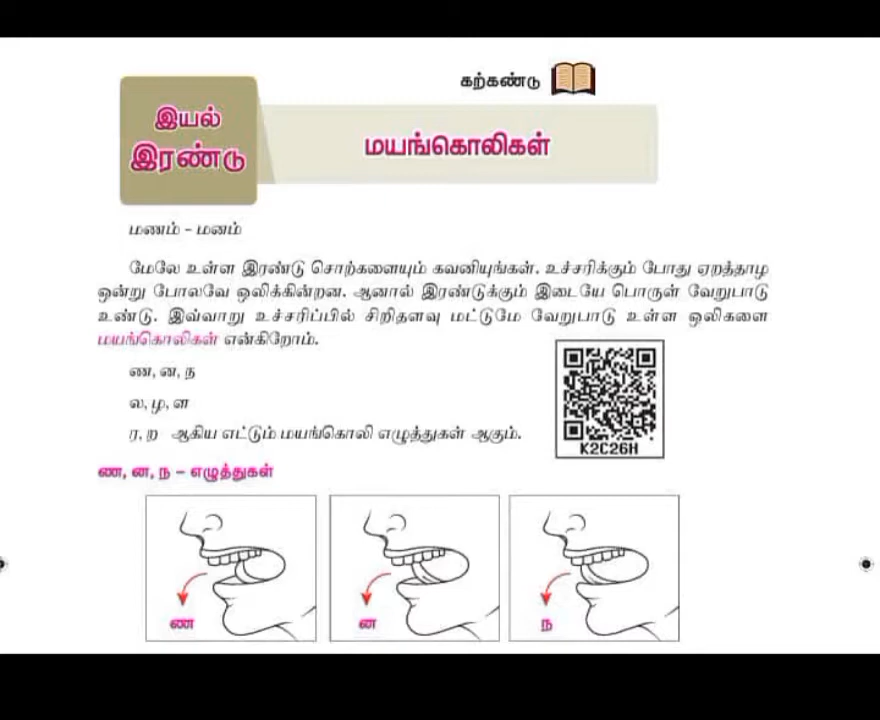 கற்கண்டு
இயல்
இரண்டு
மயங்கொலிகள்
மணம் – மனம்
மேலே உள்ள இரண்டு சொற்களையும் கவனியுங்கள். உச்சரிக்கும் போது ஏறத்தாழ
ஒன்று போலவே ஒலிக்கின்றன. ஆனால் இரண்டுக்கும் இடையே பொருள் வேறுபாடு
உண்டு. இவ்வாறு உச்சரிப்பில் சிறிதளவு மட்டுமே வேறுபாடு உள்ள ஒலிகளை
மயங்கொலிகள் என்கிறோம்.
ண, ன, ந
ல, ழ, ள
ர, ற ஆகிய எட்டும் மயங்கொலி எழுத்துகள் ஆகும்.
K2C26H
ண, ன, ந – எழுத்துகள்
ண
ன
ந